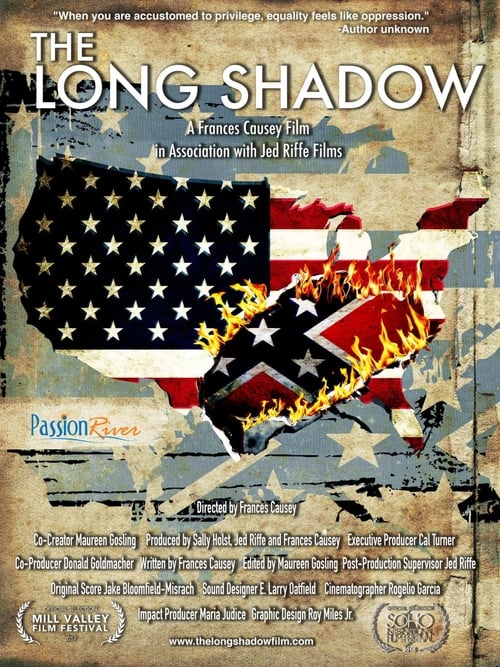 "When you are accustomed to privilege, equality feels like oppression."
-Author unknown
THE
LONG SHADOW
A Frances Causey Film
in Association with Jed Riffe Films
PassionRiver
Directed by Frances Causey
Co-Creator Maureen Gosling Produced by Sally Holst, Jed Riffe and Frances Causey Executive Producer Cal Turner
Co-Producer Donald Goldmacher Written by Frances Causey Edited by Maureen Gosling Post-Production Supervisor Jed Riffe
Original Score Jake Bloomfield-Misrach Sound Designer E. Larry Oatfield Cinematographer Rogelio Garcia
Impact Producer Maria Judice Graphic Design Roy Miles Jr.
www.thelongshadowfilm.com
OFFICIAL SELECTION
MILL VALLEY
FILM FESTIVAL
SOHO